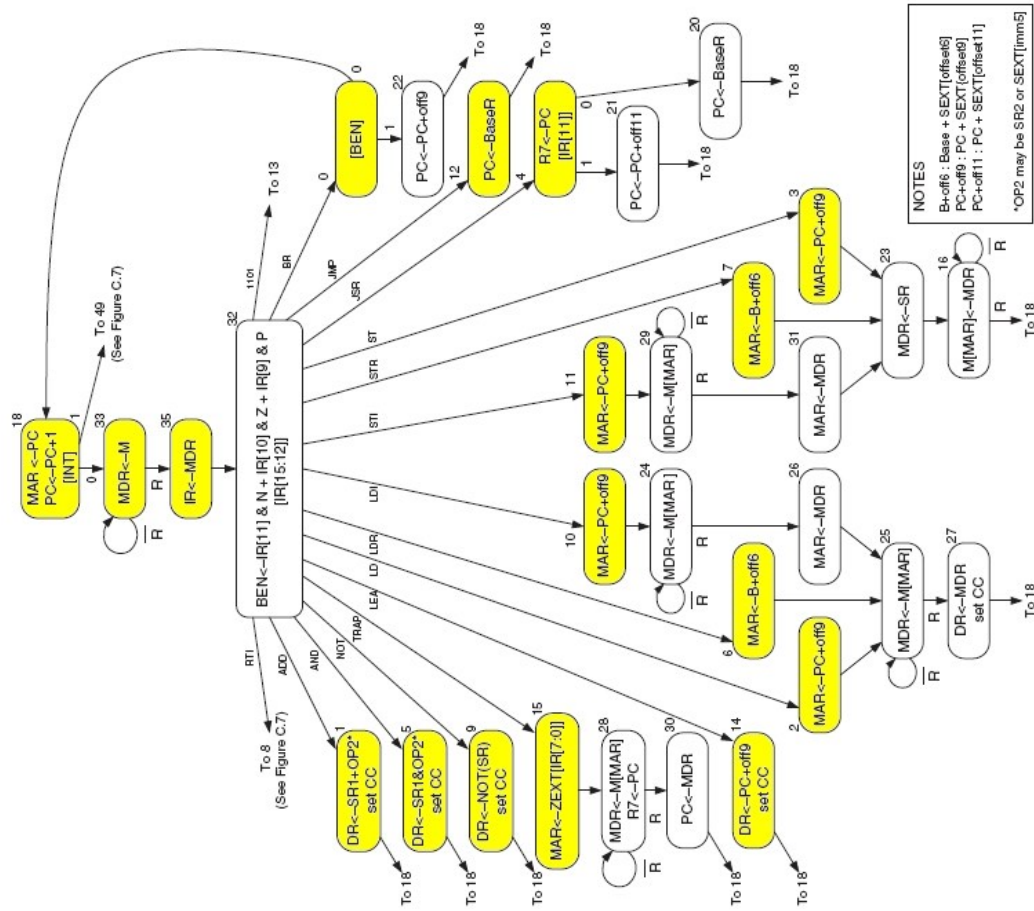 18
MAR <–PC
PC<–PC+1
[INT]
0
1
To 49
(See Figure C.7)
33
MDR<–M
R
R
35
IR<–MDR
32
BEN<–IR[11] & N + IR[10] & Z + IR[9] & P
[IR[15:12]]
RTI
To 8
(See Figure C.7)
ADD
AND
NOT
TRAP
LEA
LD
LDR
LDI
STI
STR
ST
JSR
JMP
BR
1101
To 13
1
DR<–SR1+OP2*
set CC
To 18
5
DR<–SR1&OP2*
set CC
To 18
9
DR<–NOT(SR)
set CC
To 18
15
MAR<–ZEXT[IR[7:0]]
28
MDR<–M[MAR]
R7<–PC
R
R
30
PC<–MDR
To 18
14
DR<–PC+off9
set CC
To 18
2
MAR<–PC+off9
6
MAR<–B+off6
10
MAR<–PC+off9
24
MDR<–M[MAR]
R
R
26
MAR<–MDR
25
MDR<–M[MAR]
R
R
27
DR<–MDR
set CC
To 18
11
MAR<–PC+off9
29
MDR<–M[MAR]
R
R
31
MAR<–MDR
7
MAR<–B+off6
3
MAR<–PC+off9
23
MDR<–SR
16
M[MAR]<–MDR
R
R
To 18
0
[BEN]
0
1
22
PC<–PC+off9
To 18
12
PC<–BaseR
To 18
4
R7<–PC
[IR[11]]
0
1
21
PC<–PC+off11
To 18
20
PC<–BaseR
To 18
NOTES
B+off6 : Base + SEXT[offset6]
PC+off9 : PC + SEXT[offset9]
PC+off11 : PC + SEXT[offset11]
*OP2 may be SR2 or SEXT[imm5]